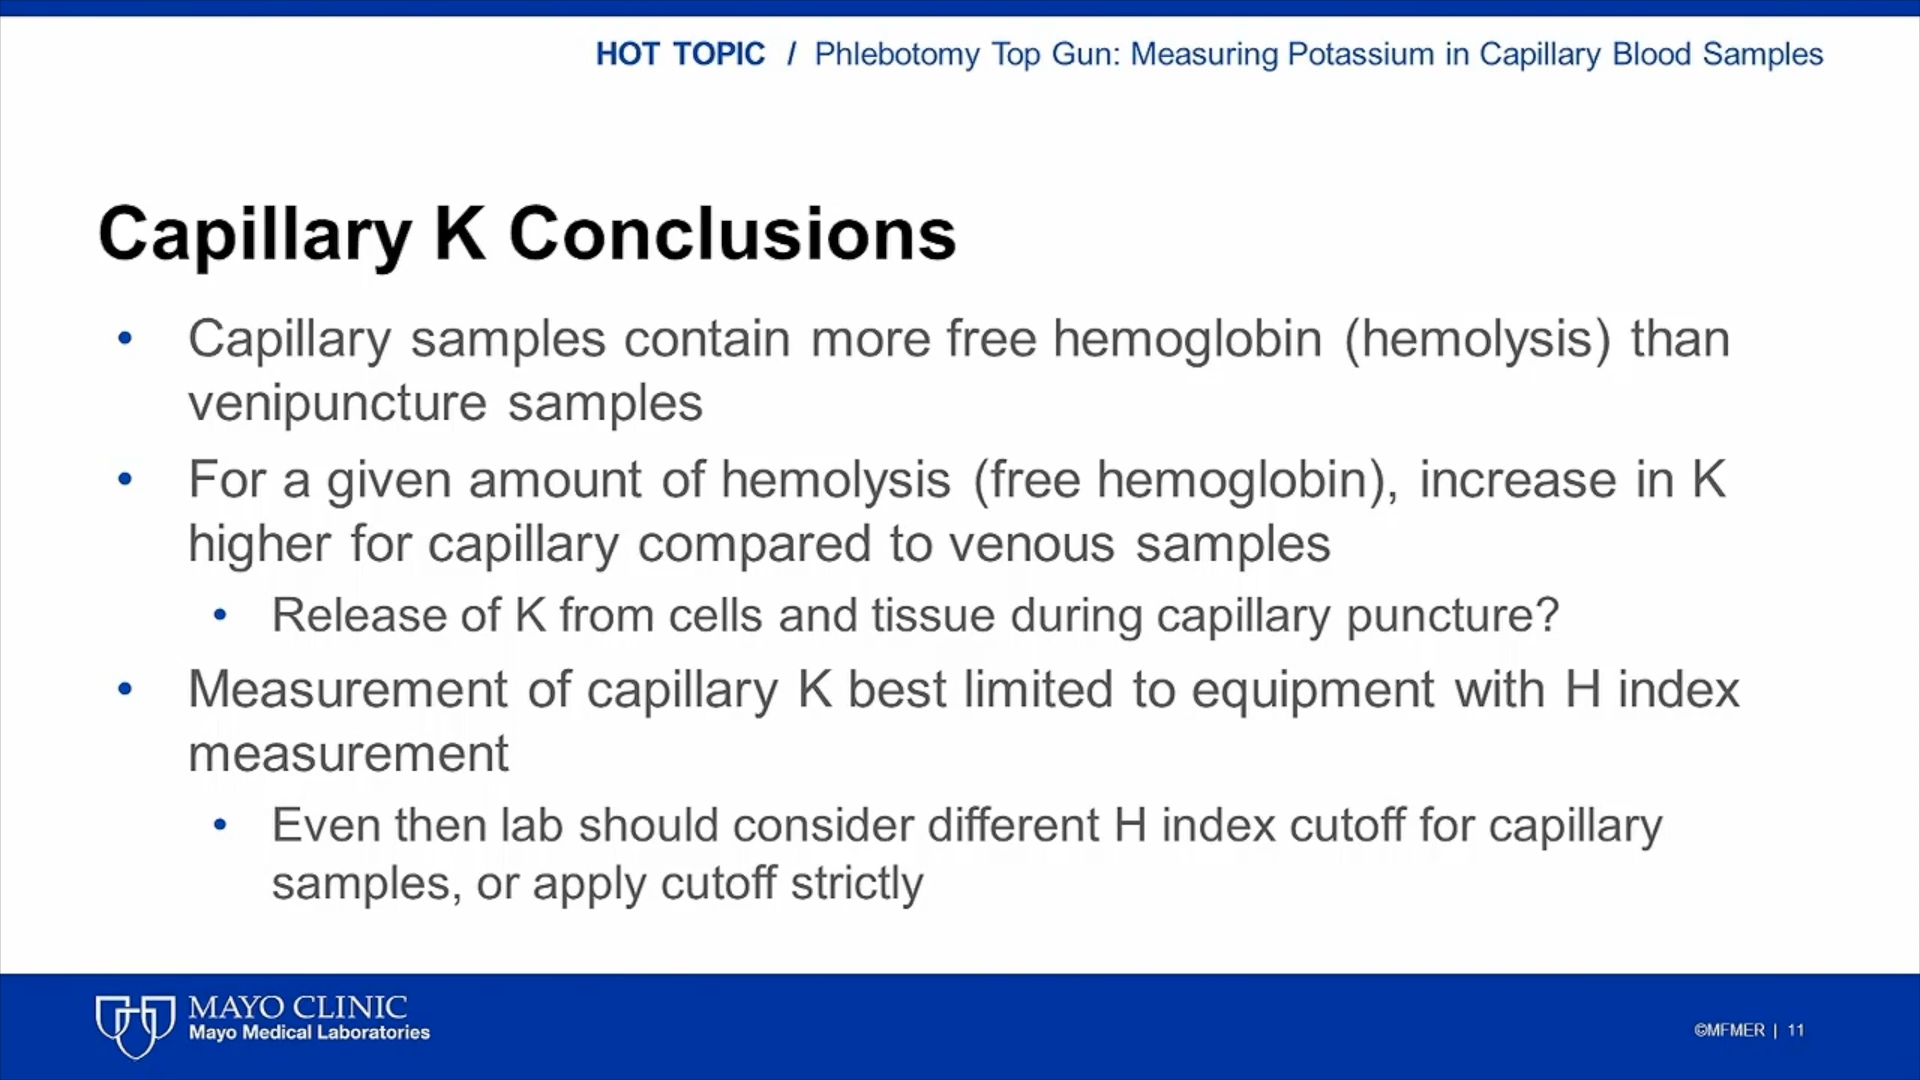 HOT TOPIC / Phlebotomy Top Gun: Measuring Potassium in Capillary Blood Samples
Capillary K Conclusions
• Capillary samples contain more free hemoglobin (hemolysis) than
venipuncture samples
• For a given amount of hemolysis (free hemoglobin), increase in K
higher for capillary compared to venous samples
• Release of K from cells and tissue during capillary puncture?
• Measurement of capillary K best limited to equipment with H index
measurement
• Even then lab should consider different H index cutoff for capillary
samples, or apply cutoff strictly
MAYO CLINIC
Mayo Medical Laboratories
©MFMER | 11